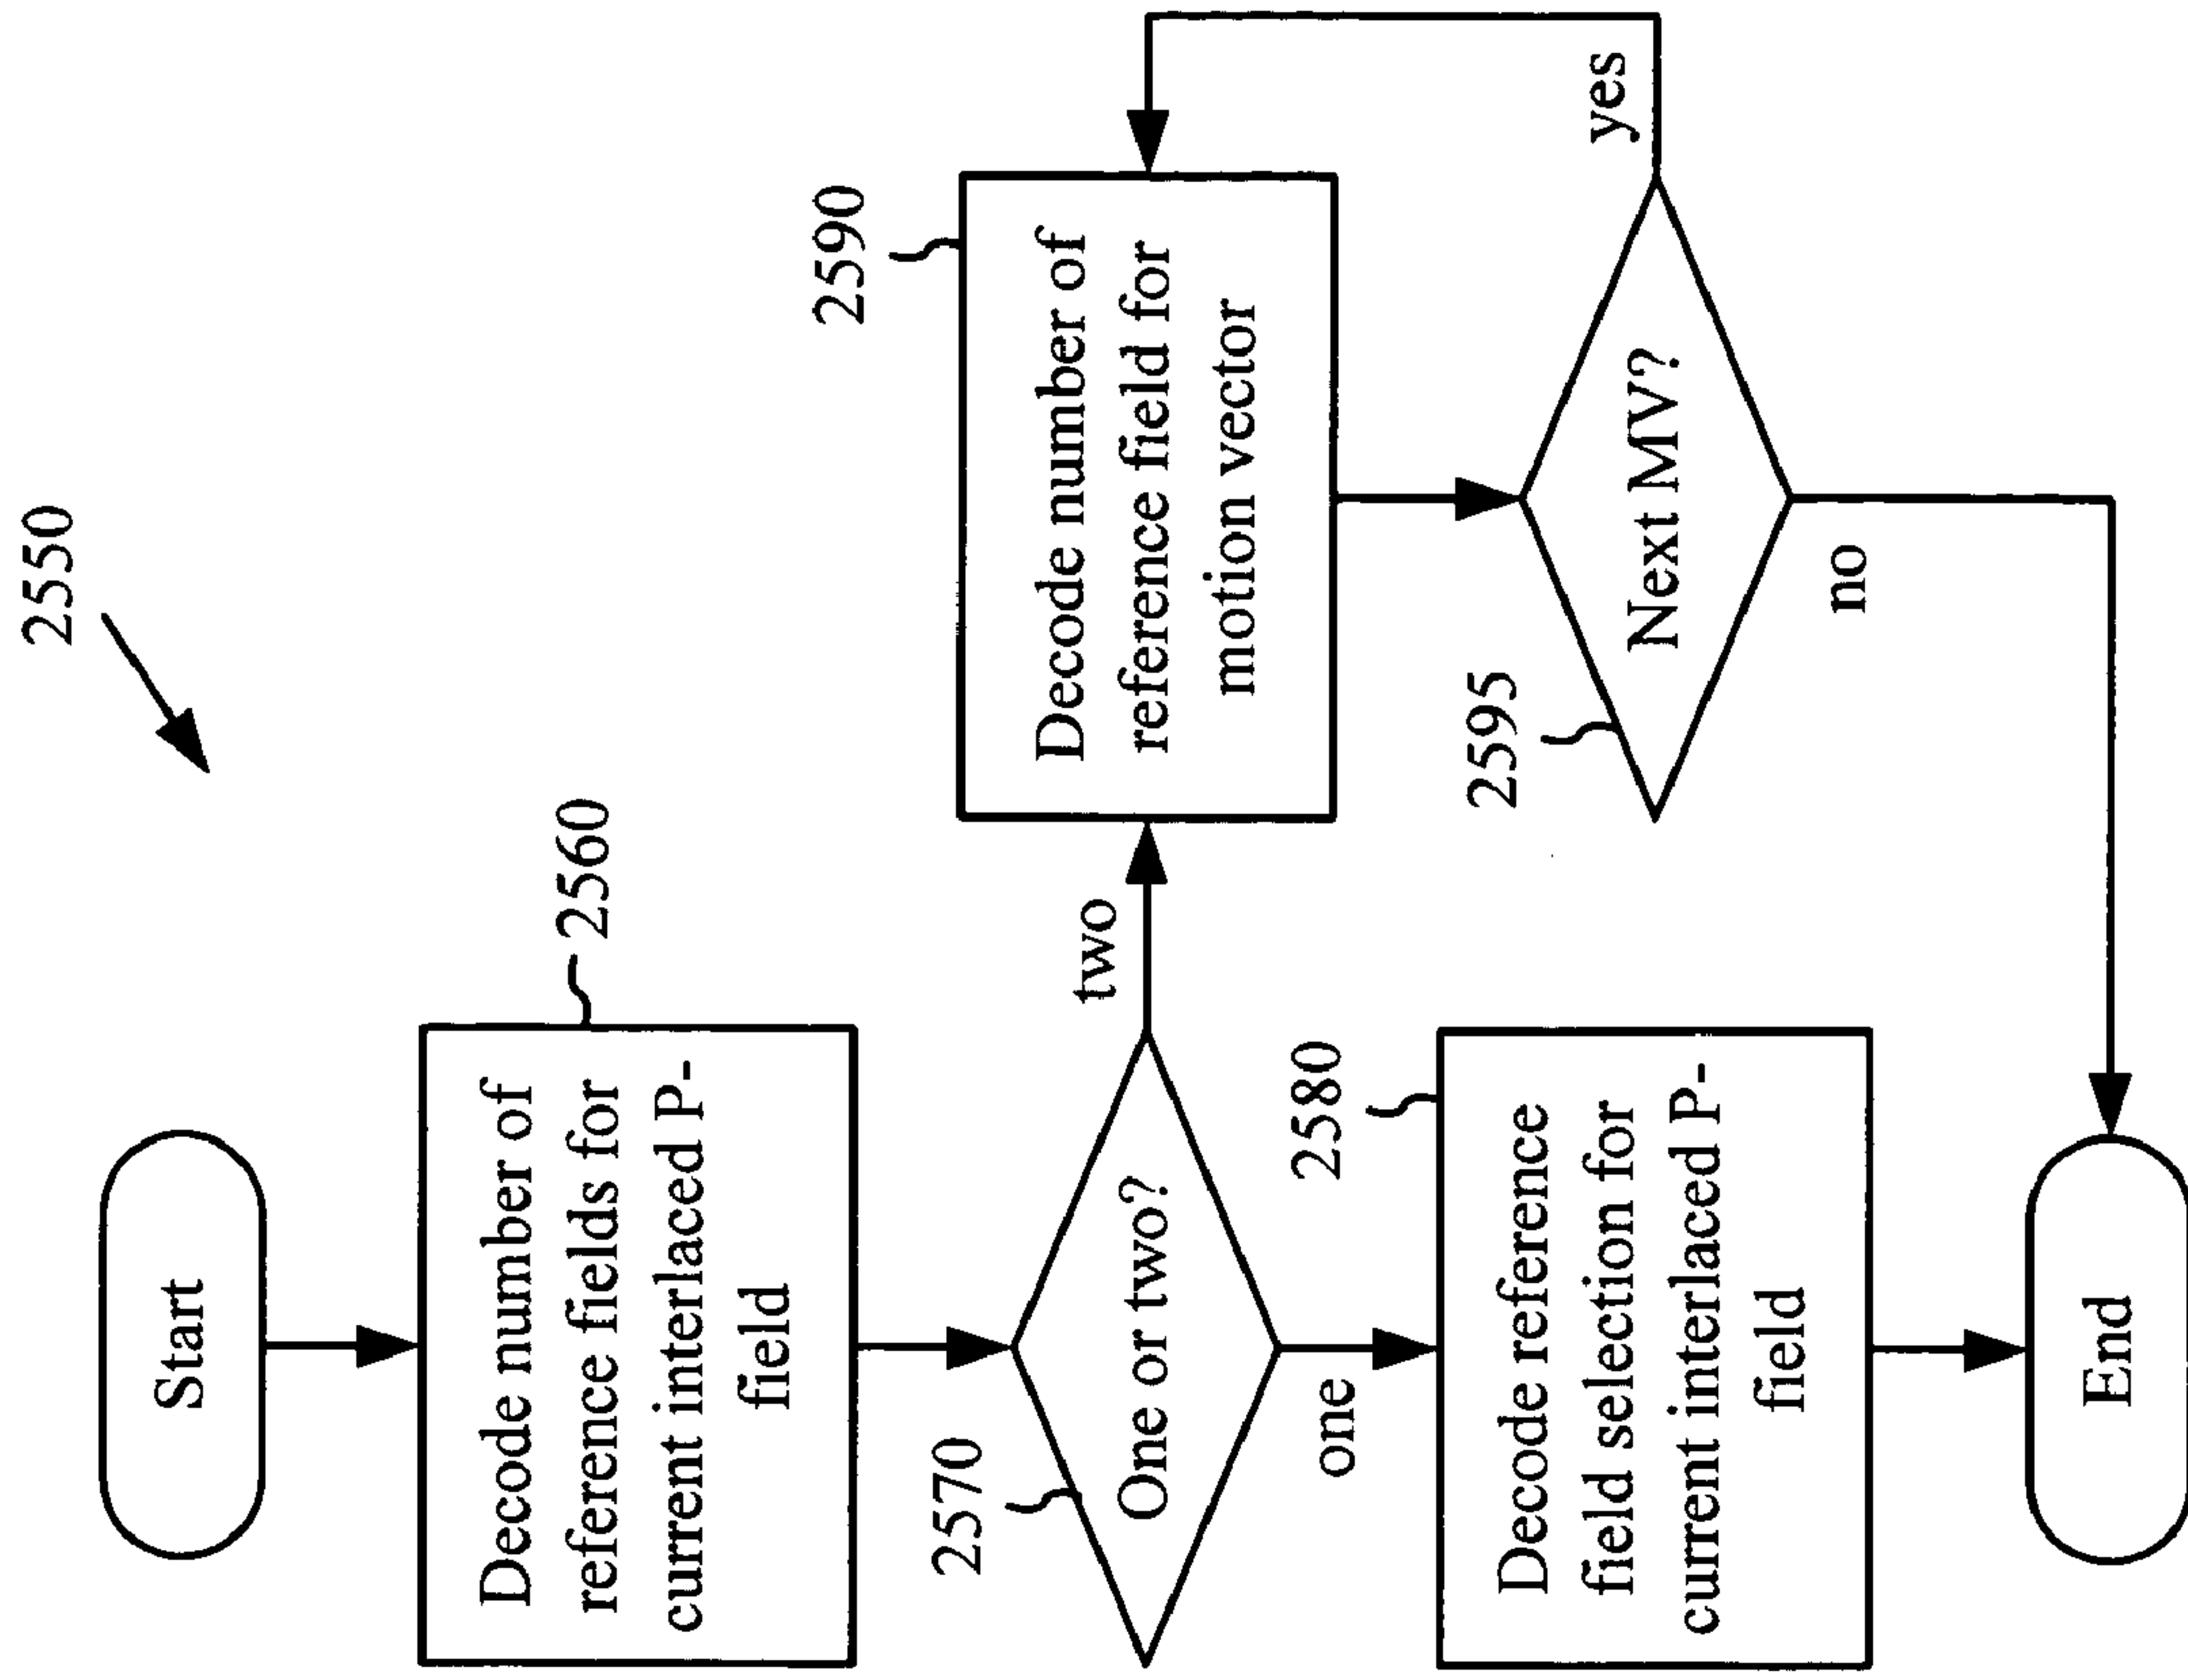 2550
Start
2560
Decode number of
reference fields for
current interlaced P-
field
2570
One or two?
two
one
2590
Decode number of
reference field for
motion vector
2595
Next MV?
yes
no
2580
Decode reference
field selection for
current interlaced P-
field
End